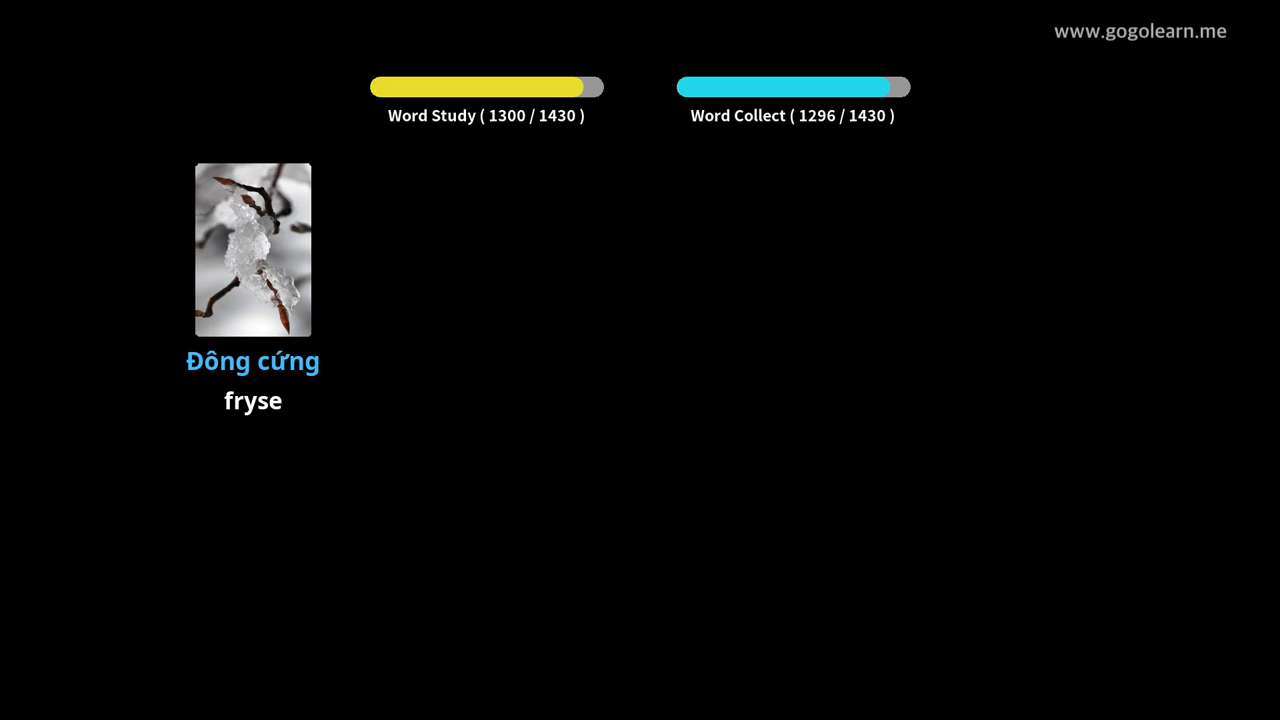 www.gogolearn.me
Word Study ( 1300 / 1430 )
Word Collect ( 1296 / 1430 )
Đông cứng
fryse